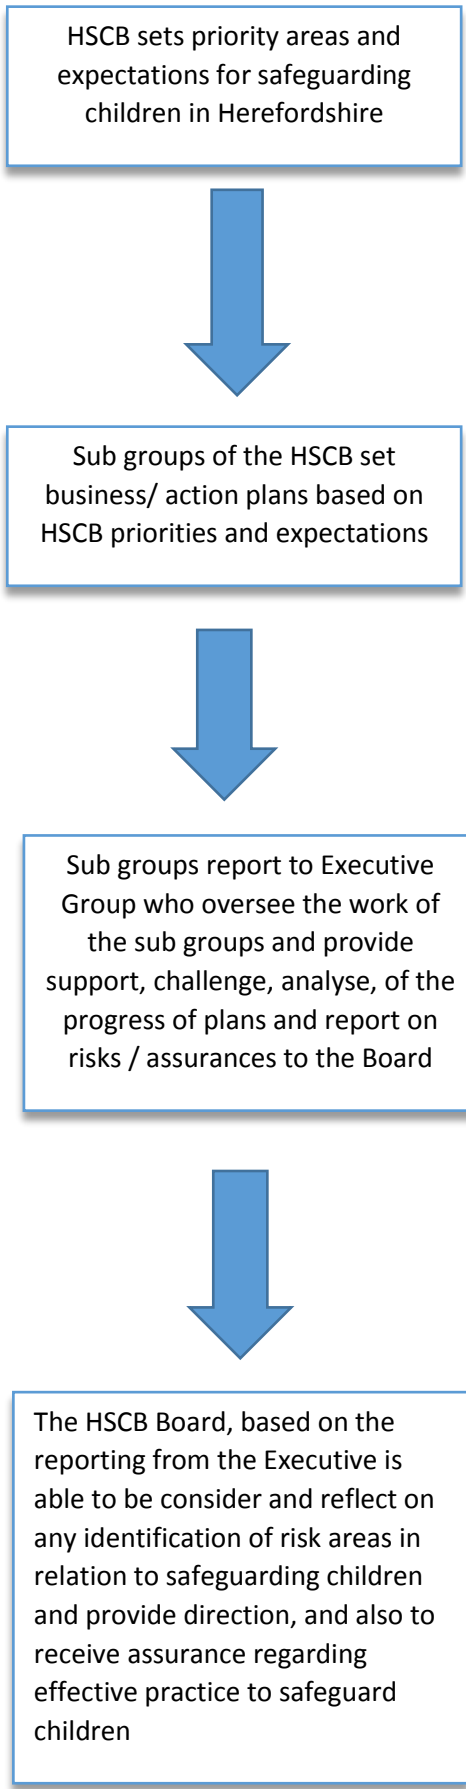 HSCB sets priority areas and
expectations for safeguarding
children in Herefordshire
Sub groups of the HSCB set
business/ action plans based on
HSCB priorities and expectations
Sub groups report to Executive
Group who oversee the work of
the sub groups and provide
support, challenge, analyse, of the
progress of plans and report on
risks / assurances to the Board
The HSCB Board, based on the
reporting from the Executive is
able to be consider and reflect on
any identification of risk areas in
relation to safeguarding children
and provide direction, and also to
receive assurance regarding
effective practice to safeguard
children